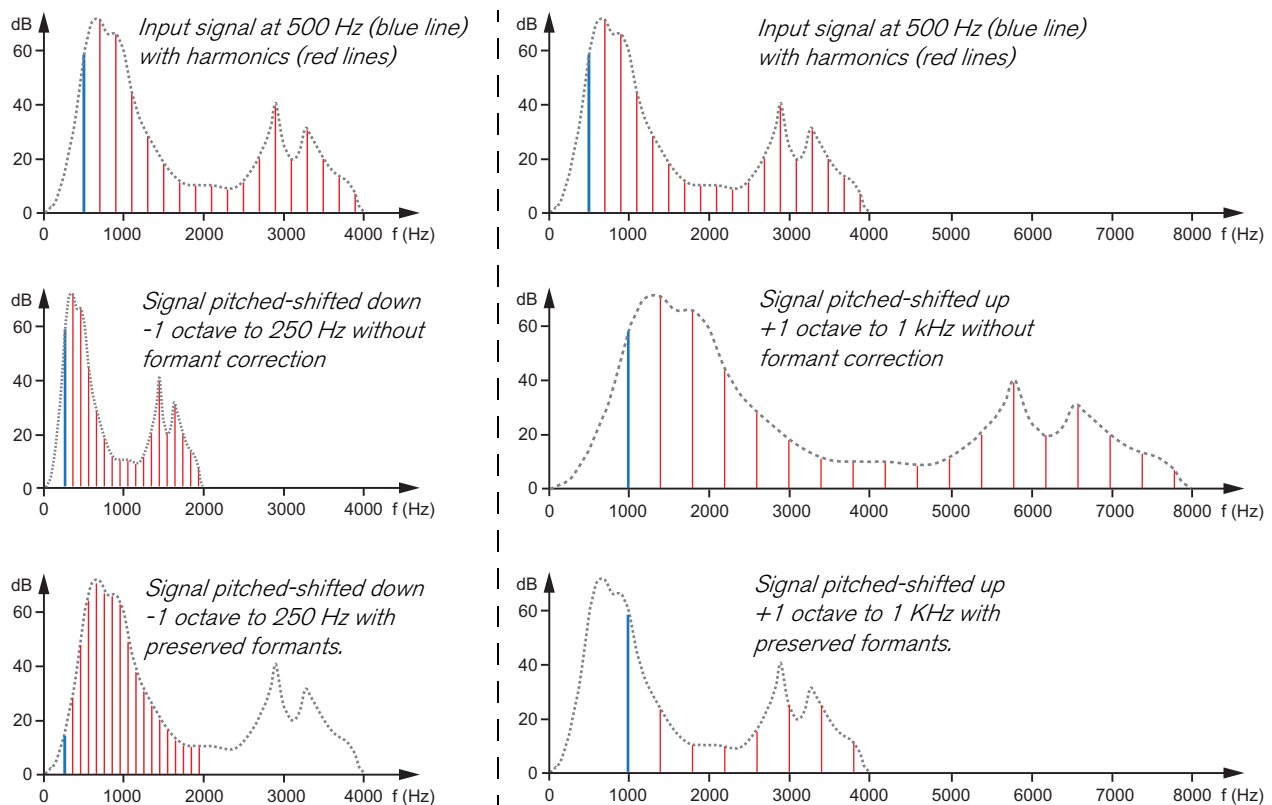 dB
Input signal at 500 Hz (blue line)
with harmonics (red lines)
60
40
20
0
0 1000 2000 3000 4000 f (Hz)
dB
Input signal at 500 Hz (blue line)
with harmonics (red lines)
60
40
20
0
0 1000 2000 3000 4000 5000 6000 7000 8000 f (Hz)
dB
Signal pitched-shifted down
-1 octave to 250 Hz without
formant correction
60
40
20
0
0 1000 2000 3000 4000 f (Hz)
dB
Signal pitched-shifted up
+1 octave to 1 kHz without
formant correction
60
40
20
0
0 1000 2000 3000 4000 5000 6000 7000 8000 f (Hz)
dB
Signal pitched-shifted down
-1 octave to 250 Hz with
preserved formants.
60
40
20
0
0 1000 2000 3000 4000 f (Hz)
dB
Signal pitched-shifted up
+1 octave to 1 KHz with
preserved formants.
60
40
20
0
0 1000 2000 3000 4000 5000 6000 7000 8000 f (Hz)